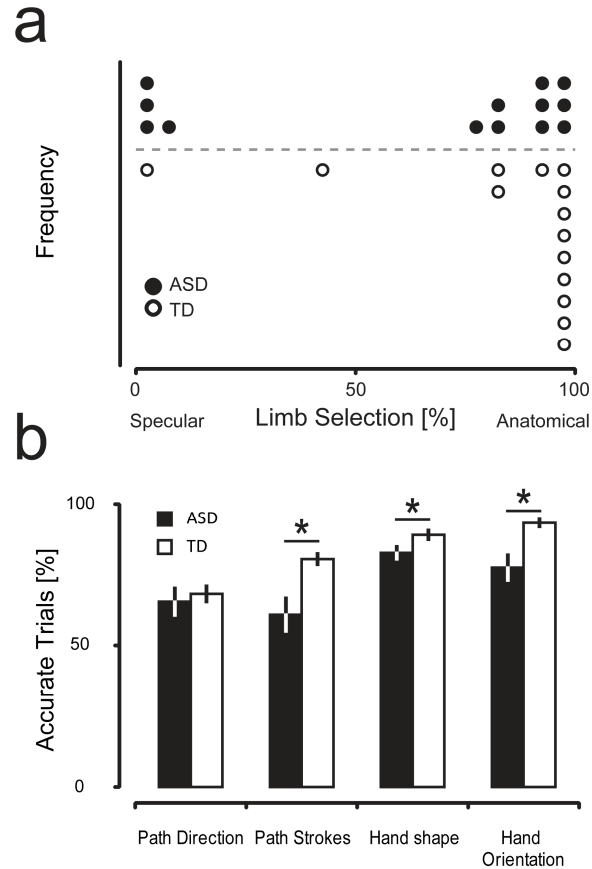 a
Frequency
ASD
TD
0
50
100
Specular
Limb Selection [%]
Anatomical
b
100
50
0
Accurate Trials [%]
ASD
TD
*
*
*
Path Direction
Path Strokes
Hand shape
Hand
Orientation